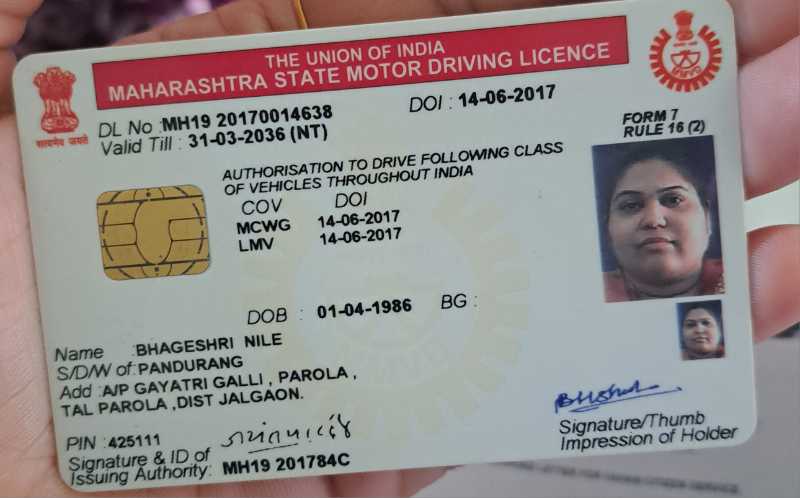 THE UNION OF INDIA
MAHARASHTRA STATE MOTOR DRIVING LICENCE
सत्यमेव जयते
DL No : MH19 20170014638 DOI : 14-06-2017
Valid Till : 31-03-2036 (NT)
FORM 7
RULE 16 (2)
AUTHORISATION TO DRIVE FOLLOWING CLASS
OF VEHICLES THROUGHOUT INDIA
COV DOI
MCWG 14-06-2017
LMV 14-06-2017
DOB : 01-04-1986 BG :
Name : BHAGESHRI NILE
S/D/W of : PANDURANG
Add : A/P GAYATRI GALLI , PAROLA ,
TAL PAROLA ,DIST JALGAON.
PIN : 425111
Signature & ID of
Issuing Authority: MH19 201784C
Signature/Thumb
Impression of Holder